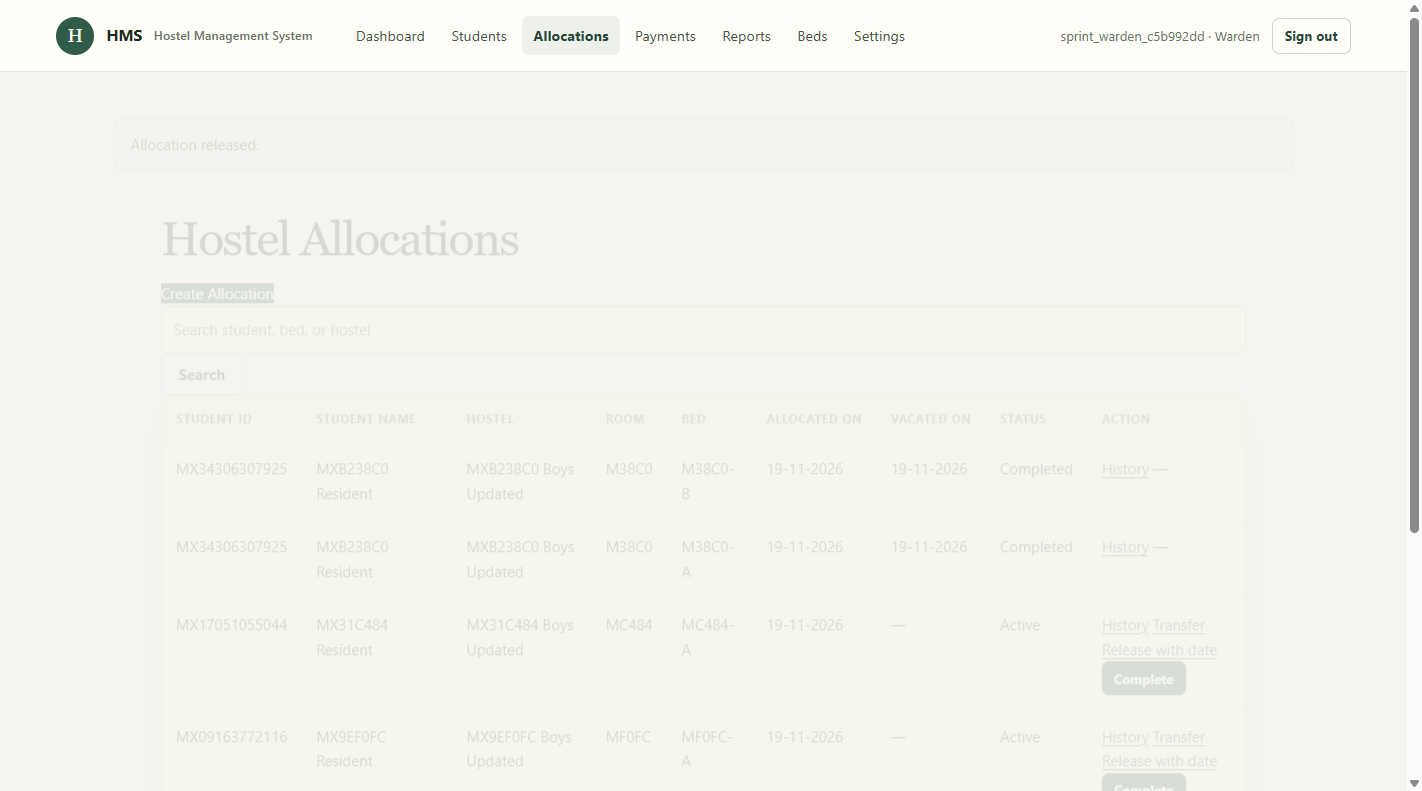 H HMS Hostel Management System Dashboard Students Allocations Payments Reports Beds Settings sprint_warden_c5b992dd · Warden Sign out
Allocation released.
Hostel Allocations
Create Allocation
Search student, bed, or hostel
Search
STUDENT ID STUDENT NAME HOSTEL ROOM BED ALLOCATED ON VACATED ON STATUS ACTION
MX34306307925 MXB238C0 MXB238C0 Boys M38C0 M38C0- 19-11-2026 19-11-2026 Completed History —
Resident Updated B
MX34306307925 MXB238C0 MXB238C0 Boys M38C0 M38C0- 19-11-2026 19-11-2026 Completed History —
Resident Updated A
MX17051055044 MX31C484 MX31C484 Boys MC484 MC484- 19-11-2026 — Active History Transfer
Resident Updated A Release with date
Complete
MX09163772116 MX9EF0FC MX9EF0FC Boys MF0FC MF0FC- 19-11-2026 — Active History Transfer
Resident Updated A Release with date
Complete